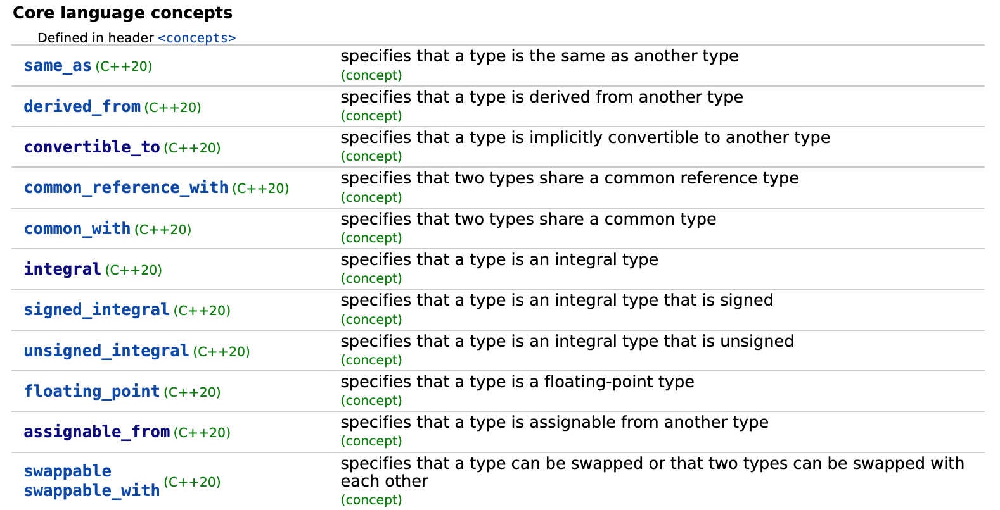 Core language concepts
Defined in header <concepts>
same_as (C++20)
specifies that a type is the same as another type
(concept)
derived_from (C++20)
specifies that a type is derived from another type
(concept)
convertible_to (C++20)
specifies that a type is implicitly convertible to another type
(concept)
common_reference_with (C++20)
specifies that two types share a common reference type
(concept)
common_with (C++20)
specifies that two types share a common type
(concept)
integral (C++20)
specifies that a type is an integral type
(concept)
signed_integral (C++20)
specifies that a type is an integral type that is signed
(concept)
unsigned_integral (C++20)
specifies that a type is an integral type that is unsigned
(concept)
floating_point (C++20)
specifies that a type is a floating-point type
(concept)
assignable_from (C++20)
specifies that a type is assignable from another type
(concept)
swappable
swappable_with (C++20)
specifies that a type can be swapped or that two types can be swapped with
each other
(concept)